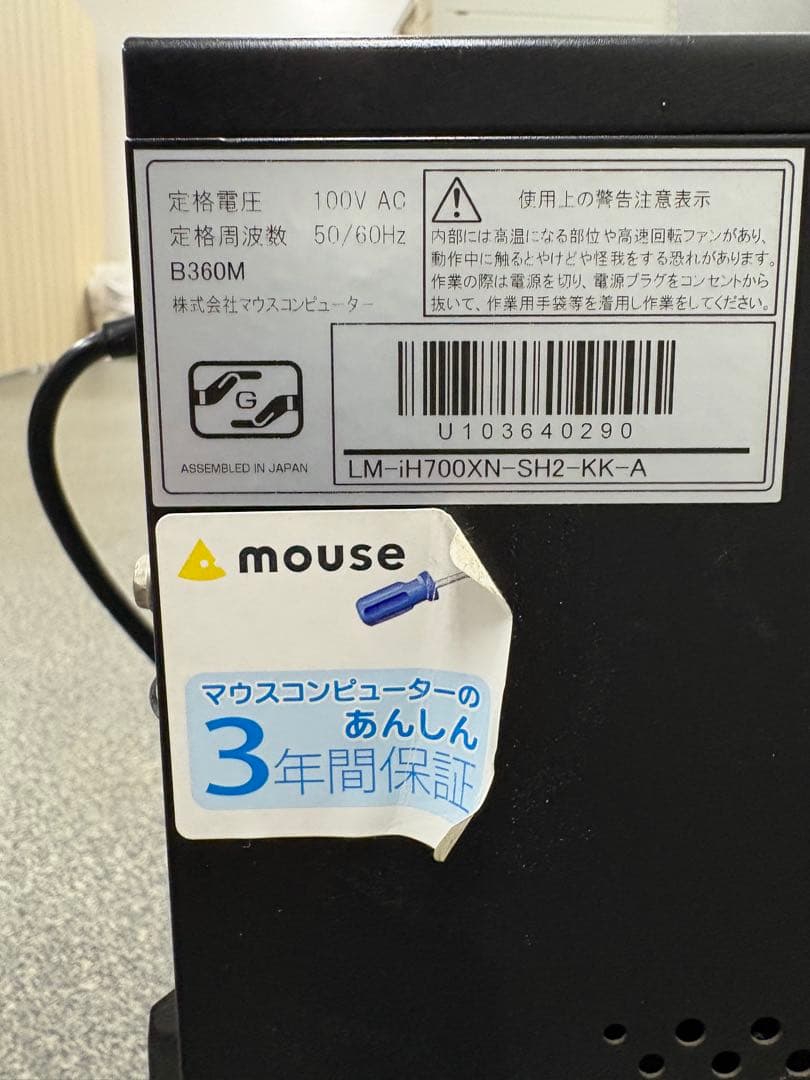 定格電圧 100V AC
定格周波数 50/60Hz
B360M
株式会社マウスコンピューター
使用上の警告注意表示
内部には高温になる部位や高速回転ファンがあり、
動作中に触るとやけどや怪我をする恐れがあります。
作業の際は電源を切り、電源プラグをコンセントから
抜いて、作業用手袋等を着用し作業をしてください。
G
ASSEMBLED IN JAPAN
U103640290
LM-iH700XN-SH2-KK-A
mouse
マウスコンピューターの
あんしん
3年間保証